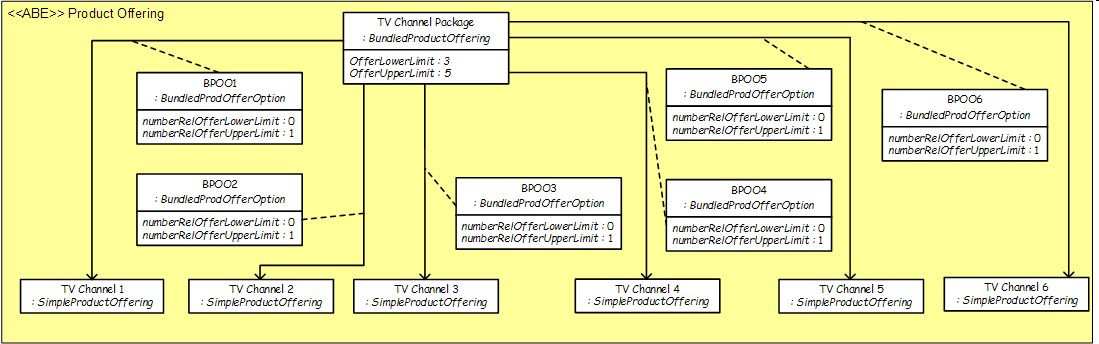 <<ABE>> Product Offering
TV Channel Package
: BundledProductOffering
OfferLowerLimit : 3
OfferUpperLimit : 5
BPOO1
: BundledProdOfferOption
numberRelOfferLowerLimit : 0
numberRelOfferUpperLimit : 1
BPOO5
: BundledProdOfferOption
numberRelOfferLowerLimit : 0
numberRelOfferUpperLimit : 1
BPOO6
: BundledProdOfferOption
numberRelOfferLowerLimit : 0
numberRelOfferUpperLimit : 1
BPOO2
: BundledProdOfferOption
numberRelOfferLowerLimit : 0
numberRelOfferUpperLimit : 1
BPOO3
: BundledProdOfferOption
numberRelOfferLowerLimit : 0
numberRelOfferUpperLimit : 1
BPOO4
: BundledProdOfferOption
numberRelOfferLowerLimit : 0
numberRelOfferUpperLimit : 1
TV Channel 1
: SimpleProductOffering
TV Channel 2
: SimpleProductOffering
TV Channel 3
: SimpleProductOffering
TV Channel 4
: SimpleProductOffering
TV Channel 5
: SimpleProductOffering
TV Channel 6
: SimpleProductOffering